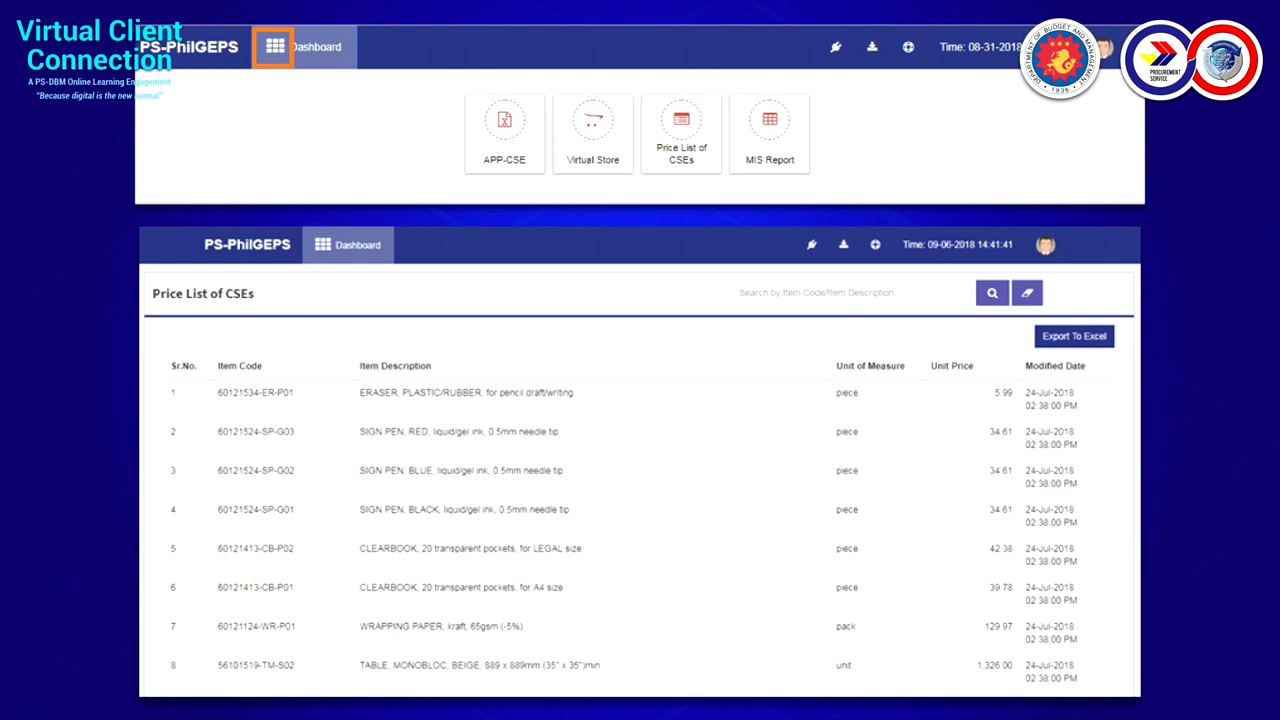 Virtual Client
Connection
A PS-DBM Online Learning Engagement
"Because digital is the new normal"
PS-PhilGEPS Dashboard Time: 08-31-2018
DEPARTMENT OF BUDGET AND MANAGEMENT
1936
PROCUREMENT
SERVICE
APP-CSE
Virtual Store
Price List of
CSEs
MIS Report
PS-PhilGEPS Dashboard Time: 09-06-2018 14:41:41
Price List of CSEs Search by Item Code/Item Description
Export To Excel
Sr.No. Item Code Item Description Unit of Measure Unit Price Modified Date
1 60121534-ER-P01 ERASER, PLASTIC/RUBBER, for pencil draft/writing piece 5.99 24-Jul-2018
02:38:00 PM
2 60121524-SP-G03 SIGN PEN, RED, liquid/gel ink, 0.5mm needle tip piece 34.61 24-Jul-2018
02:38:00 PM
3 60121524-SP-G02 SIGN PEN, BLUE, liquid/gel ink, 0.5mm needle tip piece 34.61 24-Jul-2018
02:38:00 PM
4 60121524-SP-G01 SIGN PEN, BLACK, liquid/gel ink, 0.5mm needle tip piece 34.61 24-Jul-2018
02:38:00 PM
5 60121413-CB-P02 CLEARBOOK, 20 transparent pockets, for LEGAL size piece 42.38 24-Jul-2018
02:38:00 PM
6 60121413-CB-P01 CLEARBOOK, 20 transparent pockets, for A4 size piece 39.78 24-Jul-2018
02:38:00 PM
7 60121124-WR-P01 WRAPPING PAPER, kraft, 65gsm (-5%) pack 129.97 24-Jul-2018
02:38:00 PM
8 56101519-TM-S02 TABLE, MONOBLOC, BEIGE, 889 x 889mm (35" x 35")min unit 1,326.00 24-Jul-2018
02:38:00 PM